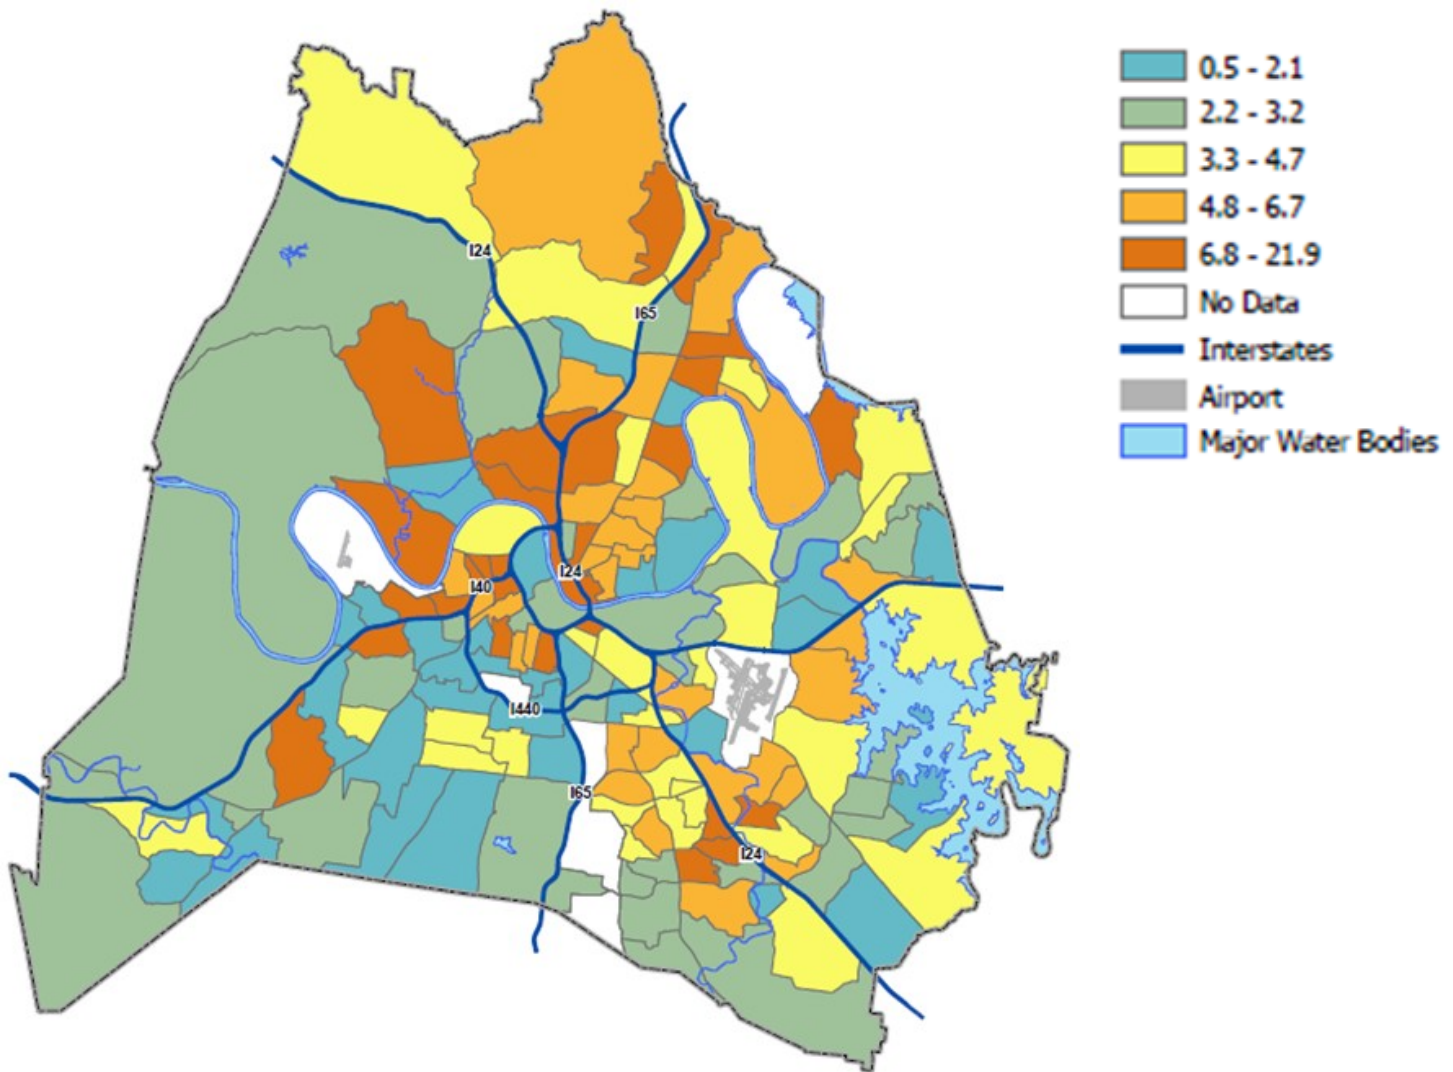 0.5 - 2.1
2.2 - 3.2
3.3 - 4.7
4.8 - 6.7
6.8 - 21.9
No Data
Interstates
Airport
Major Water Bodies
I24
I65
I24
I40
I440
I65
I24